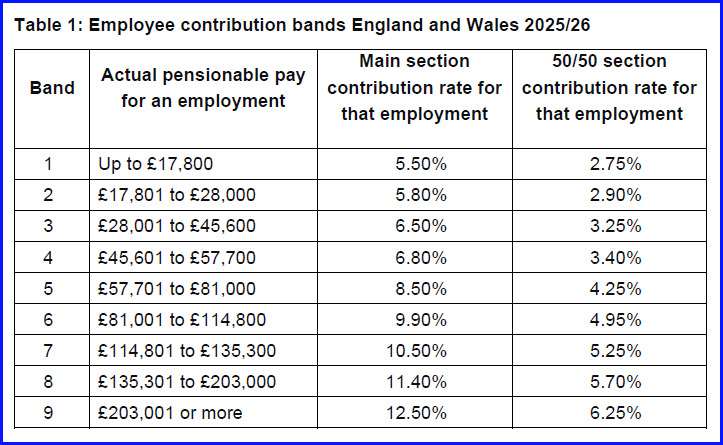 Table 1: Employee contribution bands England and Wales 2025/26
Band Actual pensionable pay for an employment Main section contribution rate for that employment 50/50 section contribution rate for that employment
1 Up to £17,800 5.50% 2.75%
2 £17,801 to £28,000 5.80% 2.90%
3 £28,001 to £45,600 6.50% 3.25%
4 £45,601 to £57,700 6.80% 3.40%
5 £57,701 to £81,000 8.50% 4.25%
6 £81,001 to £114,800 9.90% 4.95%
7 £114,801 to £135,300 10.50% 5.25%
8 £135,301 to £203,000 11.40% 5.70%
9 £203,001 or more 12.50% 6.25%